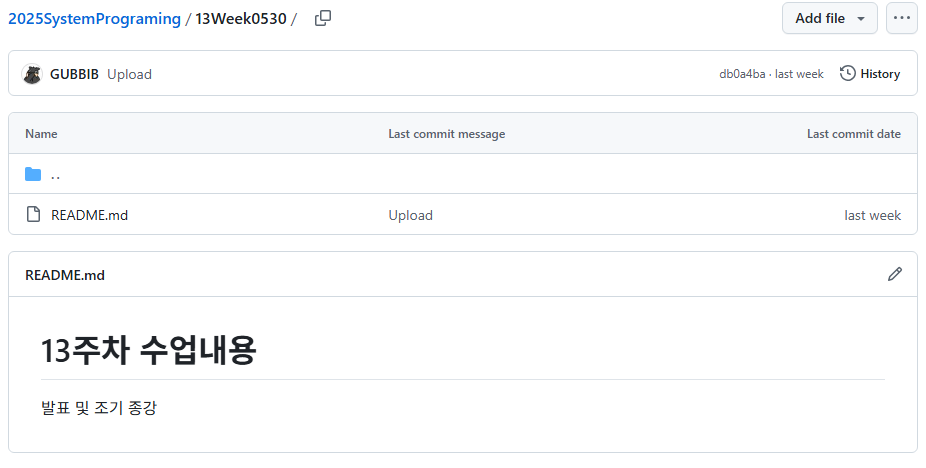 2025SystemPrograming / 13Week0530 /
Add file
GUBBIB Upload
db0a4ba · last week
History
Name Last commit message Last commit date
..
README.md Upload last week
README.md
13주차 수업내용
발표 및 조기 종강